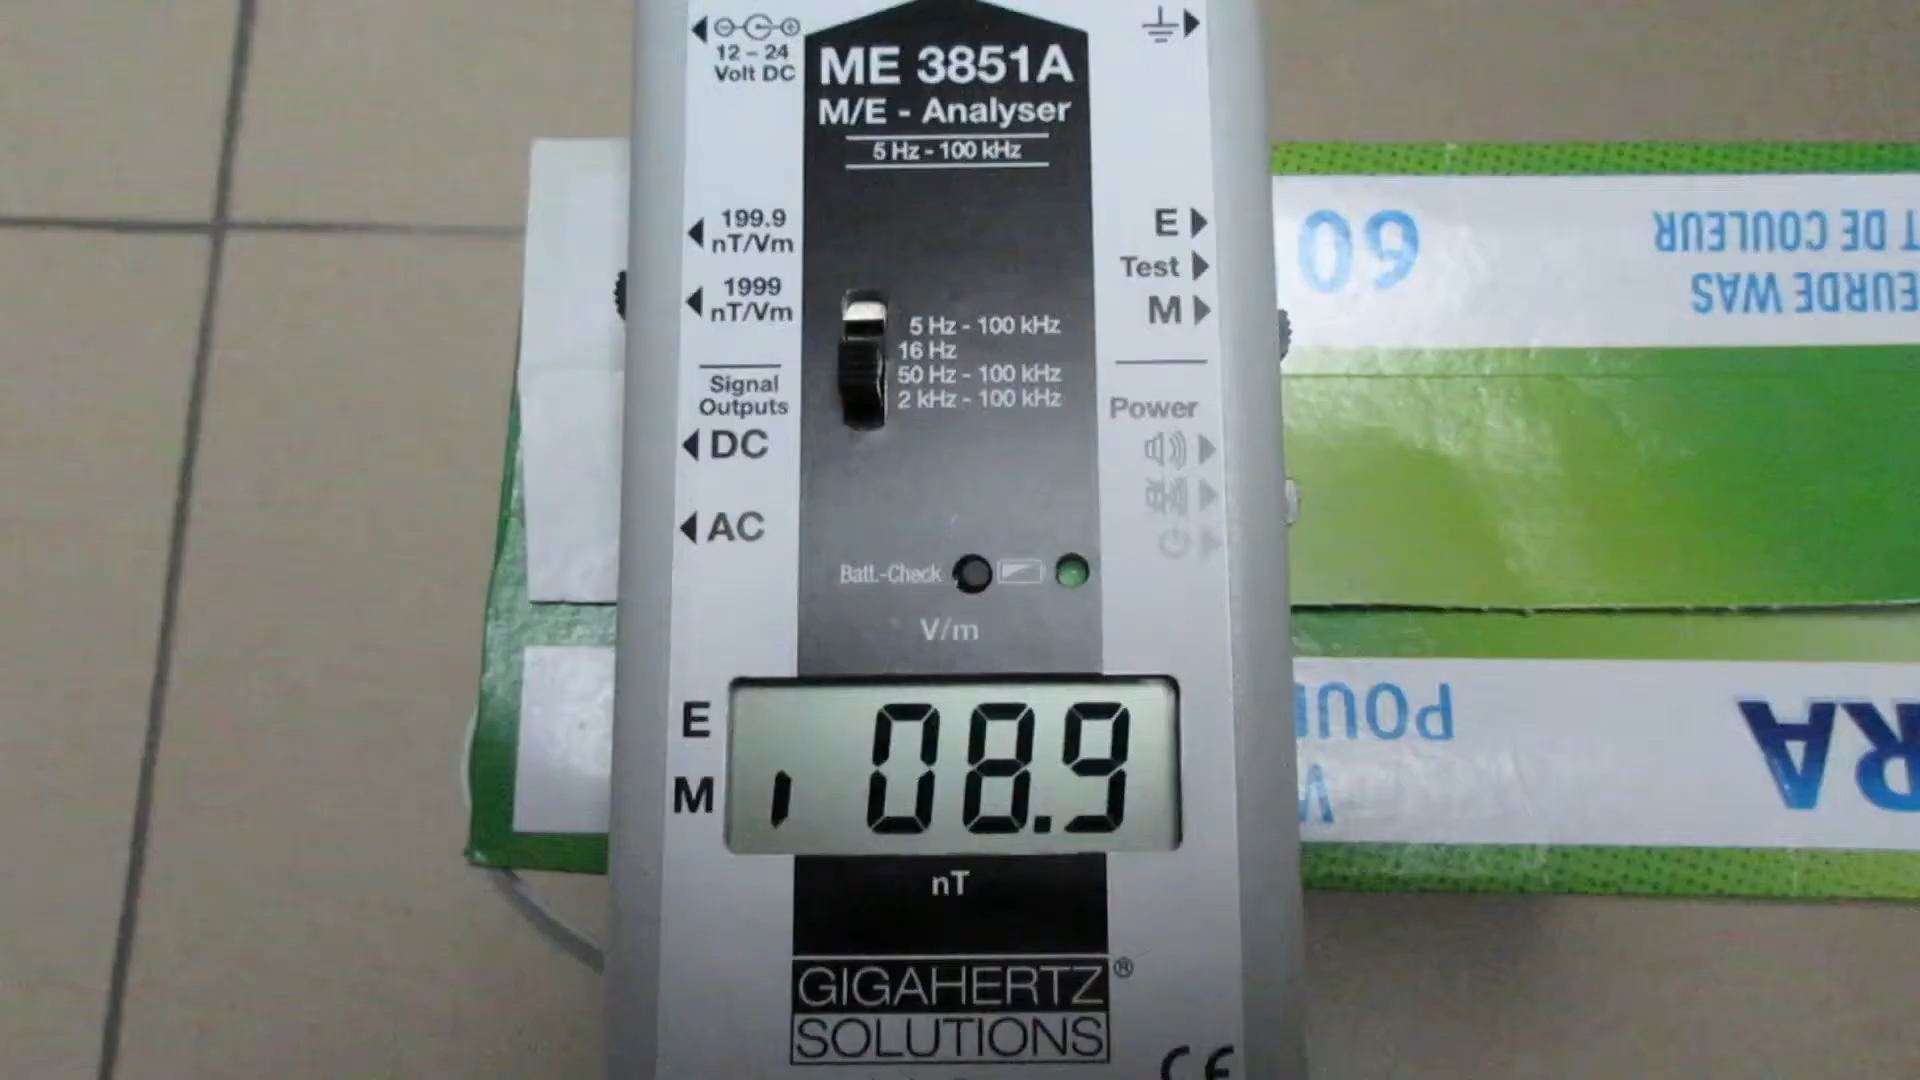 12 – 24
Volt DC
ME 3851A
M/E - Analyser
5 Hz - 100 kHz
199.9
nT/Vm
1999
nT/Vm
Signal
Outputs
DC
AC
5 Hz - 100 kHz
16 Hz
50 Hz - 100 kHz
2 kHz - 100 kHz
E
Test
M
Power
Batt.-Check
V/m
E
M
08.9
nT
GIGAHERTZ®
SOLUTIONS
CE
60
T DE COULEUR
EURDE WAS
POU
V
RA